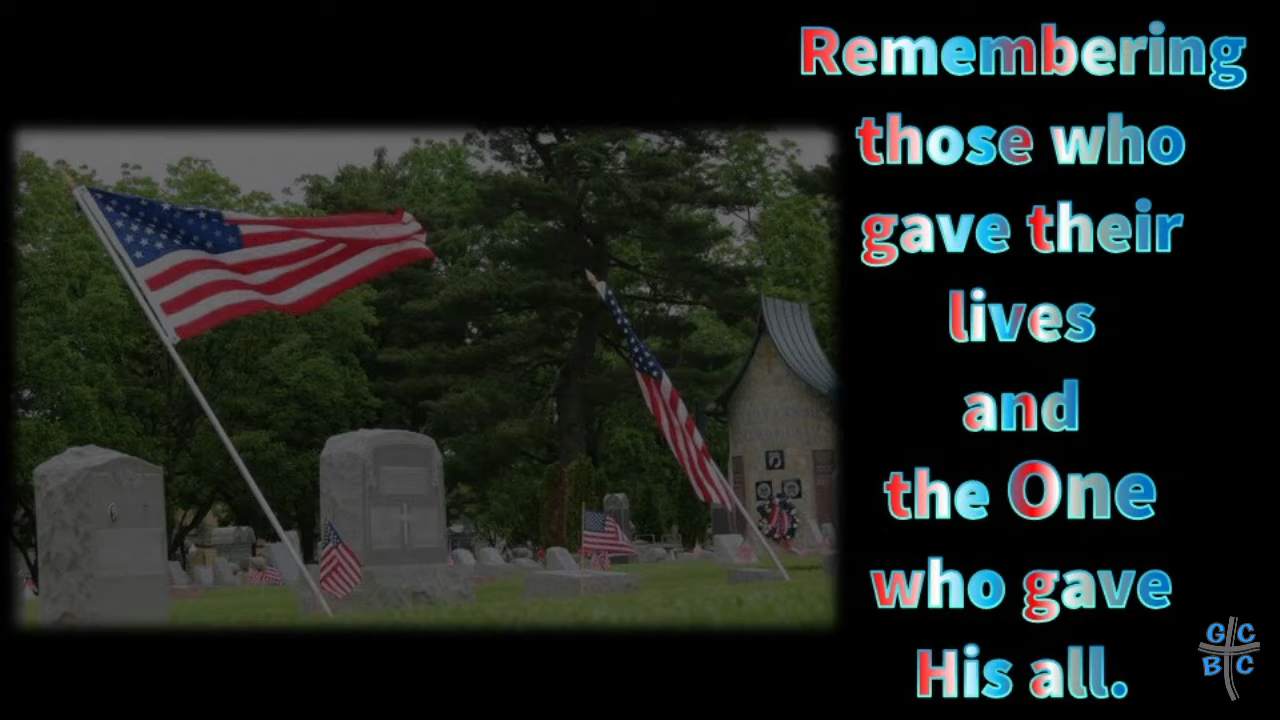 Remembering
those who
gave their
lives
and
the One
who gave
His all.
G C
B C